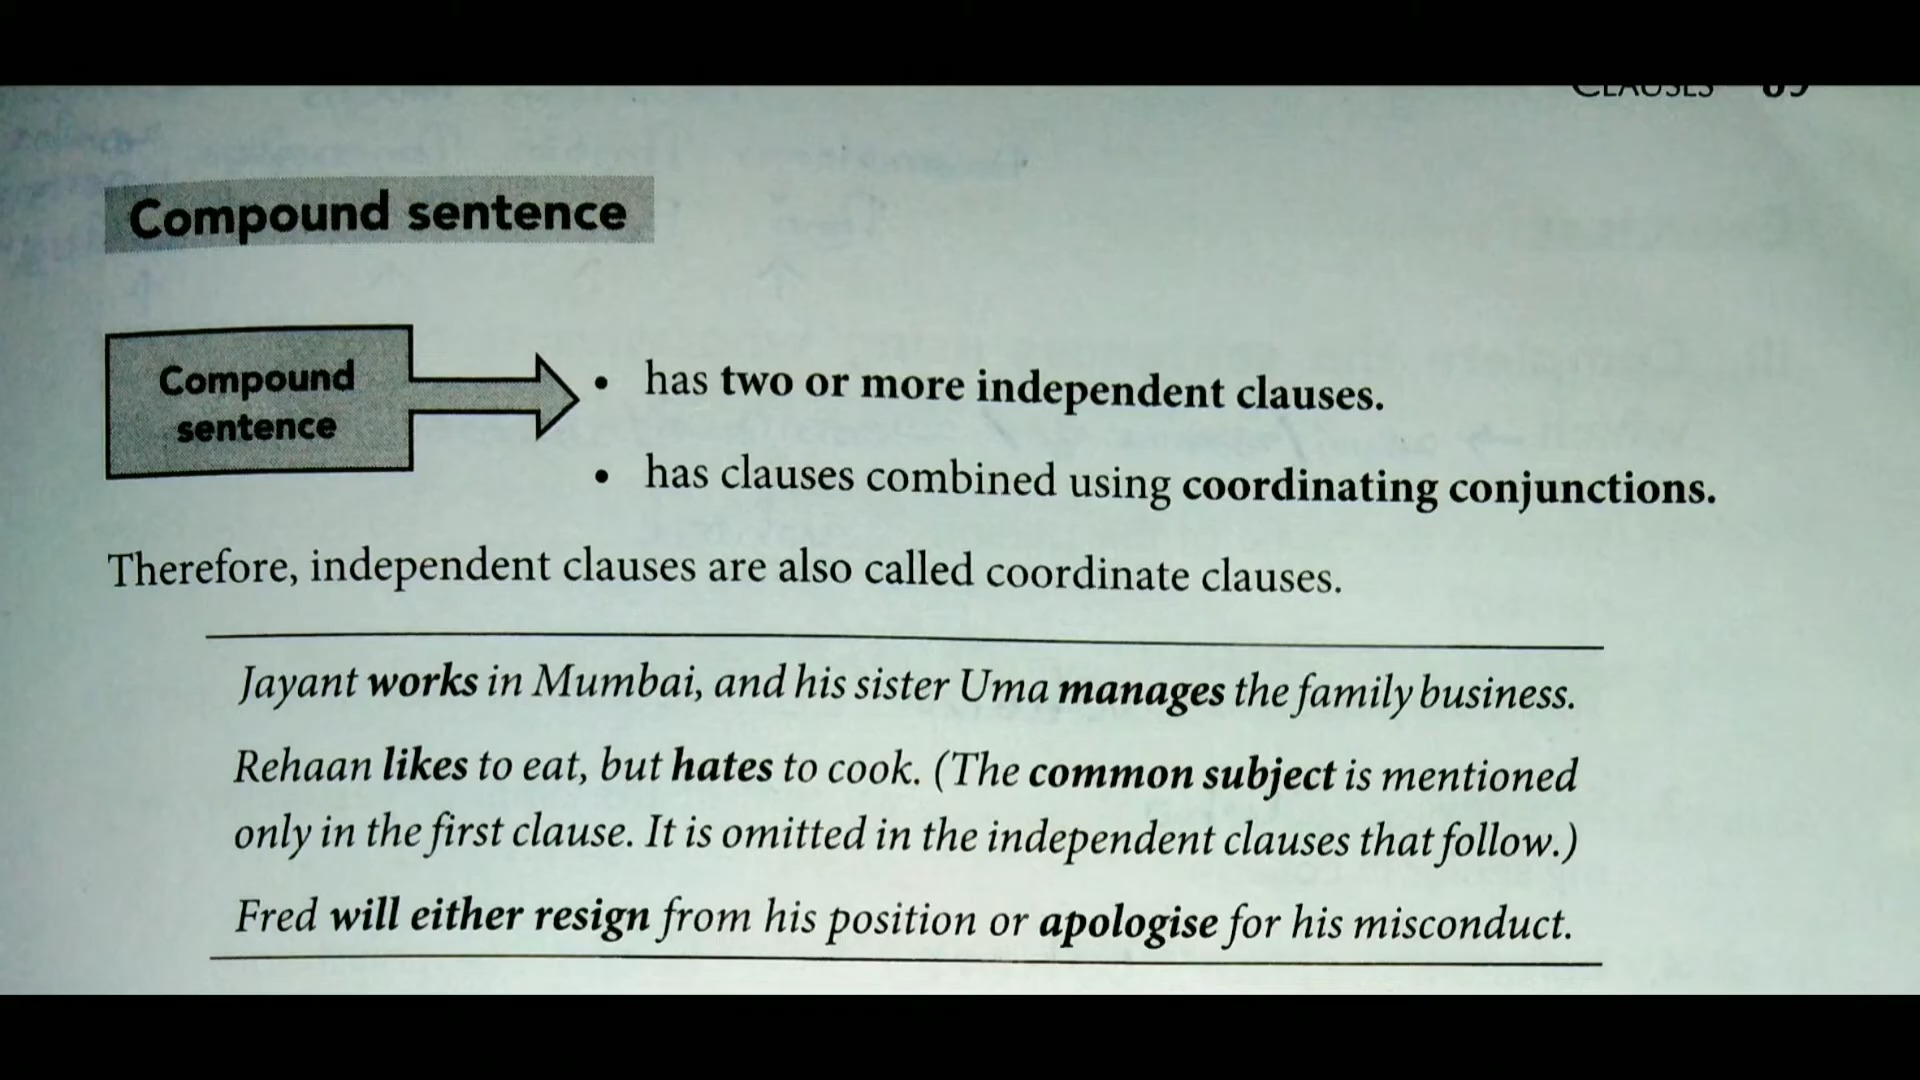 CLAUSES
Compound sentence
Compound
sentence
• has two or more independent clauses.
• has clauses combined using coordinating conjunctions.
Therefore, independent clauses are also called coordinate clauses.
Jayant works in Mumbai, and his sister Uma manages the family business.
Rehaan likes to eat, but hates to cook. (The common subject is mentioned
only in the first clause. It is omitted in the independent clauses that follow.)
Fred will either resign from his position or apologise for his misconduct.